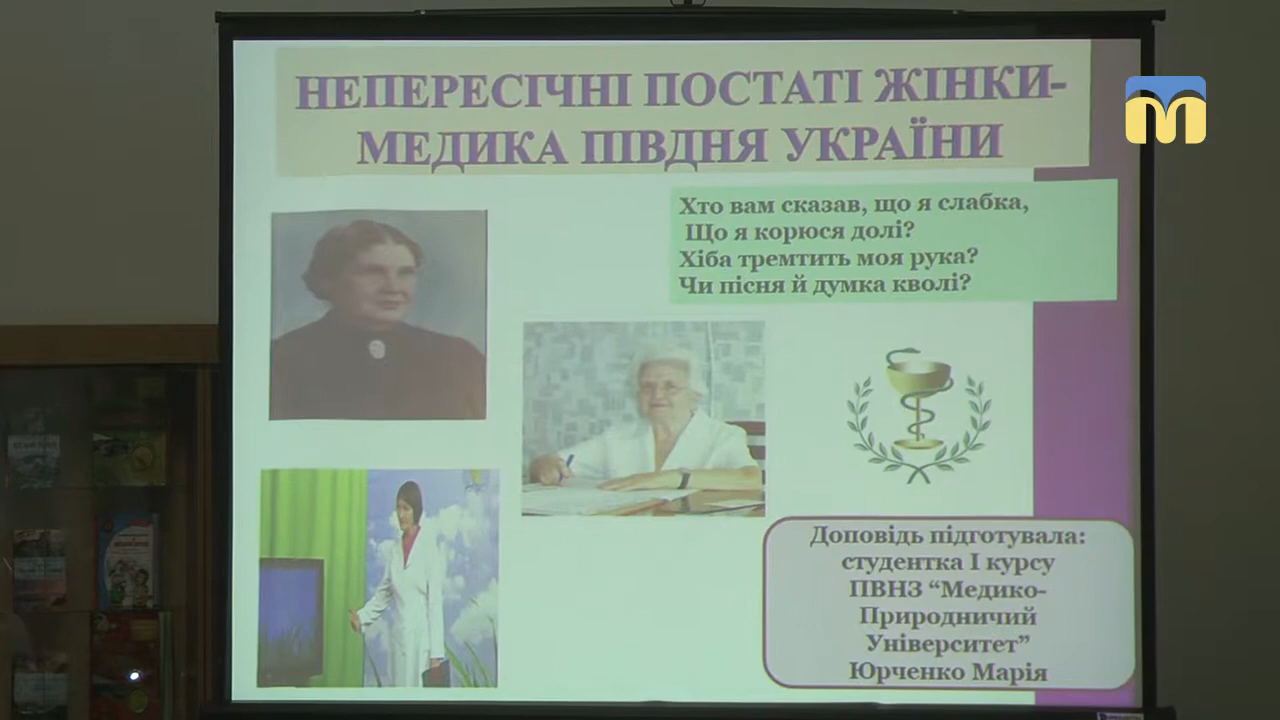 НЕПЕРЕСІЧНІ ПОСТАТІ ЖІНКИ-
МЕДИКА ПІВДНЯ УКРАЇНИ
Хто вам сказав, що я слабка,
Що я корюся долі?
Хіба тремтить моя рука?
Чи пісня й думка кволі?
Доповідь підготувала:
студентка І курсу
ПВНЗ “Медико-
Природничий
Університет”
Юрченко Марія